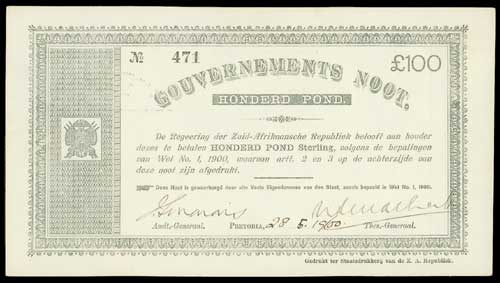 № 471
£100
GOUVERNEMENTS NOOT.
HONDERD POND.
De Regeering der Zuid-Afrikaansche Republiek belooft aan houder
dezes te betalen HONDERD POND Sterling, volgens de bepalingen
van Wet No. 1, 1900, waarvan artt. 2 en 3 op de achterzijde aan
deze noot zijn afgedrukt.
Deze Noot is gewaarborgd door alle Vaste Eigendommen van den Staat, zooals bepaald in Wet No. 1, 1900.
Audt.-Generaal. PRETORIA, 28 5. 1900 Thes.-Generaal.
Gedrukt ter Staatsdrukkerij van de Z. A. Republiek.